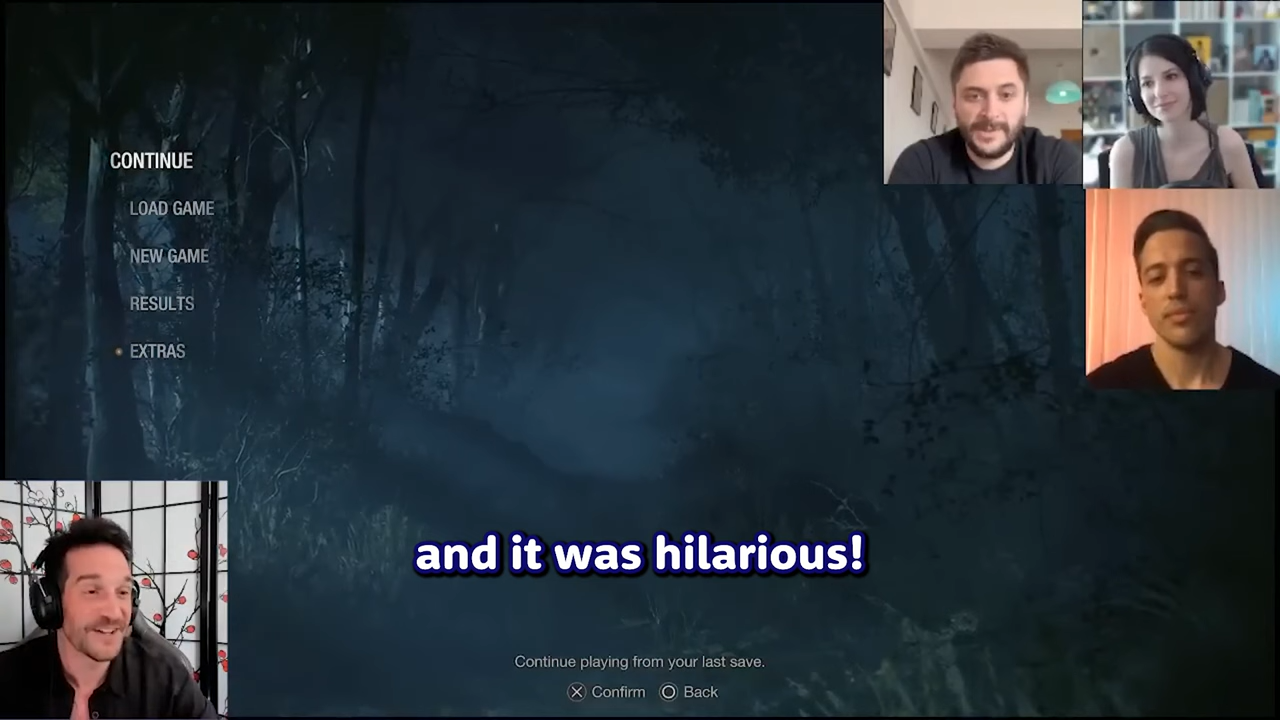 CONTINUE
LOAD GAME
NEW GAME
RESULTS
EXTRAS
and it was hilarious!
Continue playing from your last save.
Confirm Back